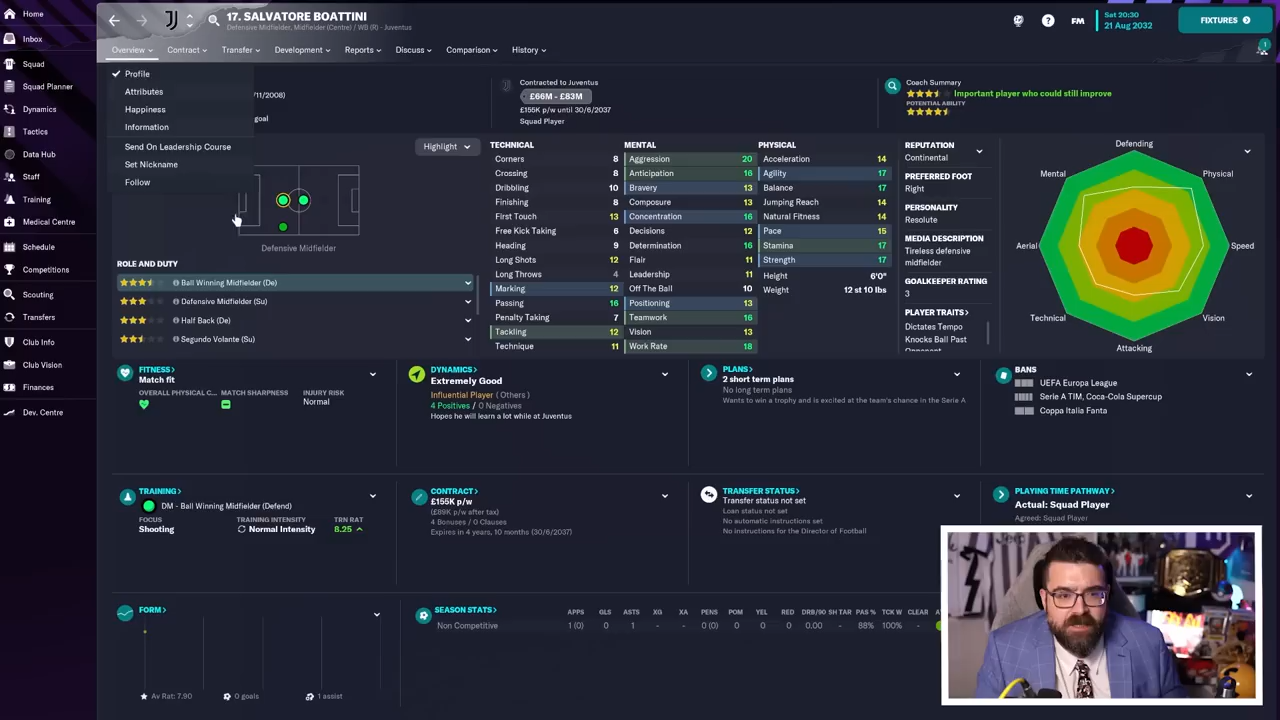 17. SALVATORE BOATTINI
Defensive Midfielder, Midfielder (Centre) / WB (R) - Juventus
FM
Sat 20:30
21 Aug 2032
FIXTURES
1
Home
Inbox
Squad
Squad Planner
Dynamics
Tactics
Data Hub
Staff
Training
Medical Centre
Schedule
Competitions
Scouting
Transfers
Club Info
Club Vision
Finances
Dev. Centre
Overview
Contract
Transfer
Development
Reports
Discuss
Comparison
History
Profile
Attributes
Happiness
Information
Send On Leadership Course
Set Nickname
Follow
/11/2008)
goal
Contracted to Juventus
£66M - £83M
£155K p/w until 30/6/2037
Squad Player
Coach Summary
Important player who could still improve
POTENTIAL ABILITY
Highlight
Defensive Midfielder
ROLE AND DUTY
Ball Winning Midfielder (De)
Defensive Midfielder (Su)
Half Back (De)
Segundo Volante (Su)
TECHNICAL
Corners 8
Crossing 8
Dribbling 10
Finishing 8
First Touch 13
Free Kick Taking 6
Heading 9
Long Shots 12
Long Throws 4
Marking 12
Passing 16
Penalty Taking 7
Tackling 12
Technique 11
MENTAL
Aggression 20
Anticipation 16
Bravery 13
Composure 13
Concentration 16
Decisions 12
Determination 16
Flair 11
Leadership 11
Off The Ball 10
Positioning 13
Teamwork 16
Vision 13
Work Rate 18
PHYSICAL
Acceleration 14
Agility 17
Balance 17
Jumping Reach 14
Natural Fitness 14
Pace 15
Stamina 17
Strength 17
Height 6'0"
Weight 12 st 10 lbs
REPUTATION
Continental
PREFERRED FOOT
Right
PERSONALITY
Resolute
MEDIA DESCRIPTION
Tireless defensive
midfielder
GOALKEEPER RATING
3
PLAYER TRAITS
Dictates Tempo
Knocks Ball Past
Opponent
Defending
Physical
Speed
Vision
Attacking
Technical
Aerial
Mental
FITNESS
Match fit
OVERALL PHYSICAL C... MATCH SHARPNESS INJURY RISK
Normal
DYNAMICS
Extremely Good
Influential Player (Others)
4 Positives / 0 Negatives
Hopes he will learn a lot while at Juventus
PLANS
2 short term plans
No long term plans
Wants to win a trophy and is excited at the team's chance in the Serie A
BANS
UEFA Europa League
Serie A TIM, Coca-Cola Supercup
Coppa Italia Fanta
TRAINING
DM - Ball Winning Midfielder (Defend)
FOCUS TRAINING INTENSITY TRN RAT
Shooting Normal Intensity 8.25
CONTRACT
£155K p/w
(£89K p/w after tax)
4 Bonuses / 0 Clauses
Expires in 4 years, 10 months (30/6/2037)
TRANSFER STATUS
Transfer status not set
Loan status not set
No automatic instructions set
No instructions for the Director of Football
PLAYING TIME PATHWAY
Actual: Squad Player
Agreed: Squad Player
FORM
Av Rat: 7.90 0 goals 1 assist
SEASON STATS
APPS GLS ASTS XG XA PENS POM YEL RED DRB/90 SH TAR PAS % TCK W CLEAR
Non Competitive 1 (0) 0 1 - - 0 (0) 0 0 0 0.00 - 88% 100% -